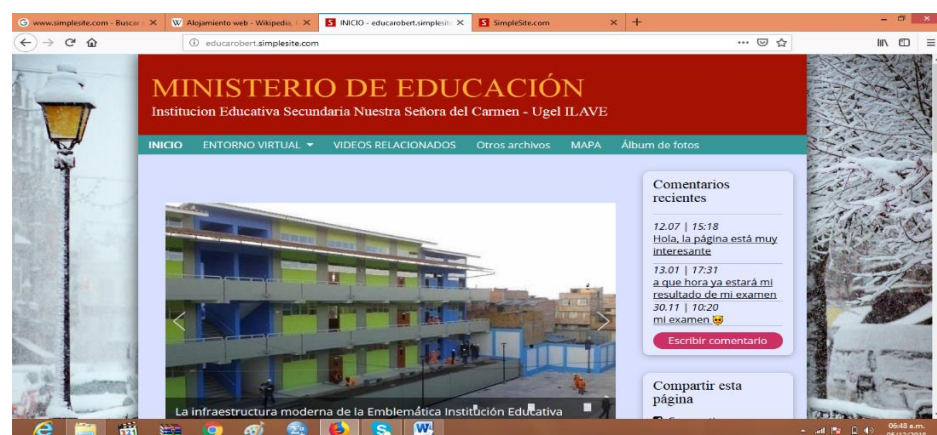 www.simplesite.com - Buscar
Alojamiento web - Wikipedia, l
INICIO - educarobert.simplesit
SimpleSite.com
educarobert.simplesite.com
MINISTERIO DE EDUCACIÓN
Institucion Educativa Secundaria Nuestra Señora del Carmen - Ugel ILAVE
INICIO ENTORNO VIRTUAL VIDEOS RELACIONADOS Otros archivos MAPA Álbum de fotos
Comentarios
recientes
12.07 | 15:18
Hola, la página está muy
interesante
13.01 | 17:31
a que hora ya estará mi
resultado de mi examen
30.11 | 10:20
mi examen 😼
Escribir comentario
Compartir esta
página
La infraestructura moderna de la Emblemática Institución Educativa
06:48 a.m.